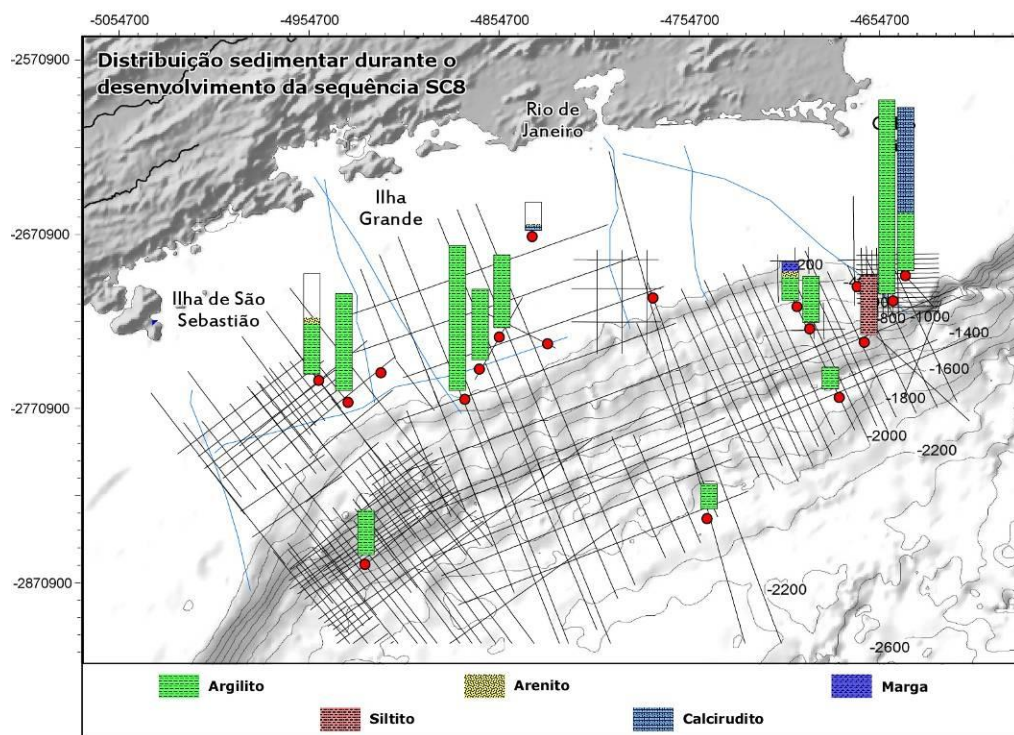 -5054700 -4954700 -4854700 -4754700 -4654700
-2570900
Distribuição sedimentar durante o
desenvolvimento da sequência SC8
Rio de
Janeiro
Ilha
Grande
-2670900
-200
Ilha de São
Sebastião
-800
-1000
-1400
-1600
-2770900
-1800
-2000
-2200
-2870900
-2200
-2600
Argilito
Arenito
Marga
Siltito
Calcirudito